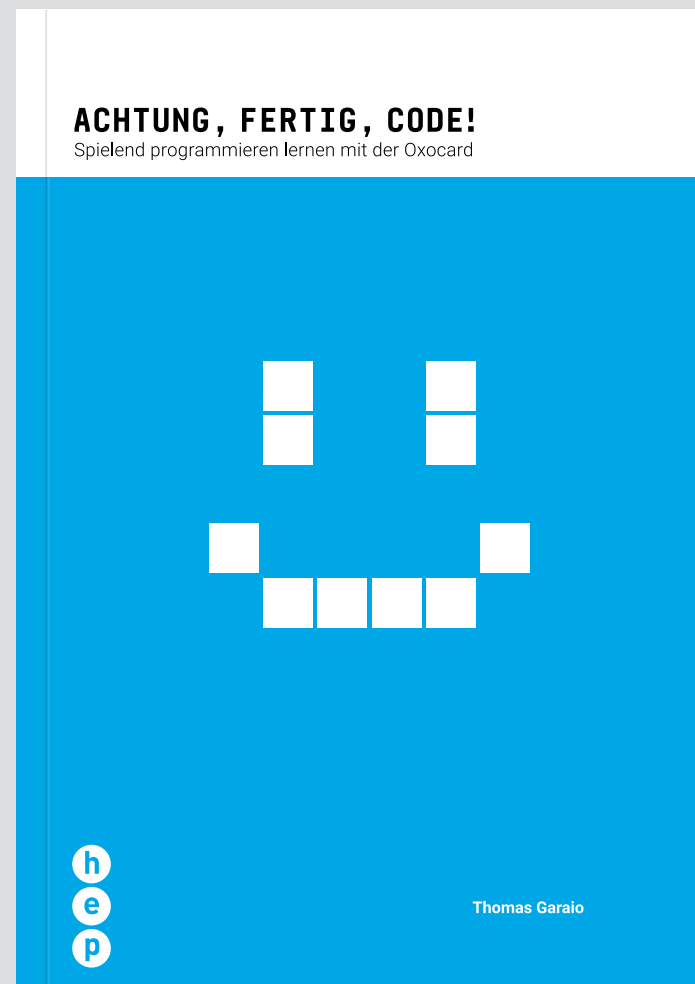 ACHTUNG, FERTIG, CODE!
Spielend programmieren lernen mit der Oxocard
h
e
p
Thomas Garaio